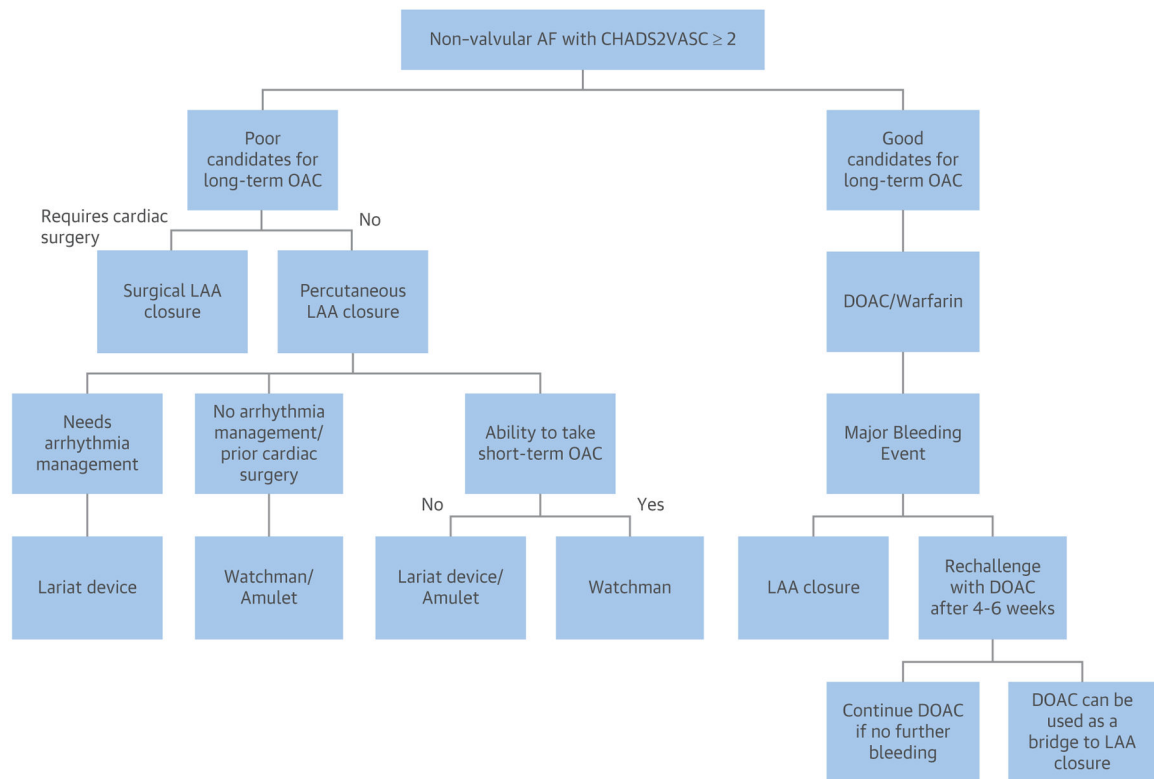 Non-valvular AF with CHADS2VASC ≥ 2
Poor
candidates for
long-term OAC
Good
candidates for
long-term OAC
Requires cardiac
surgery
No
Surgical LAA
closure
Percutaneous
LAA closure
DOAC/Warfarin
Needs
arrhythmia
management
No arrhythmia
management/
prior cardiac
surgery
Ability to take
short-term OAC
Major Bleeding
Event
No
Yes
Lariat device
Watchman/
Amulet
Lariat device/
Amulet
Watchman
LAA closure
Rechallenge
with DOAC
after 4-6 weeks
Continue DOAC
if no further
bleeding
DOAC can be
used as a
bridge to LAA
closure